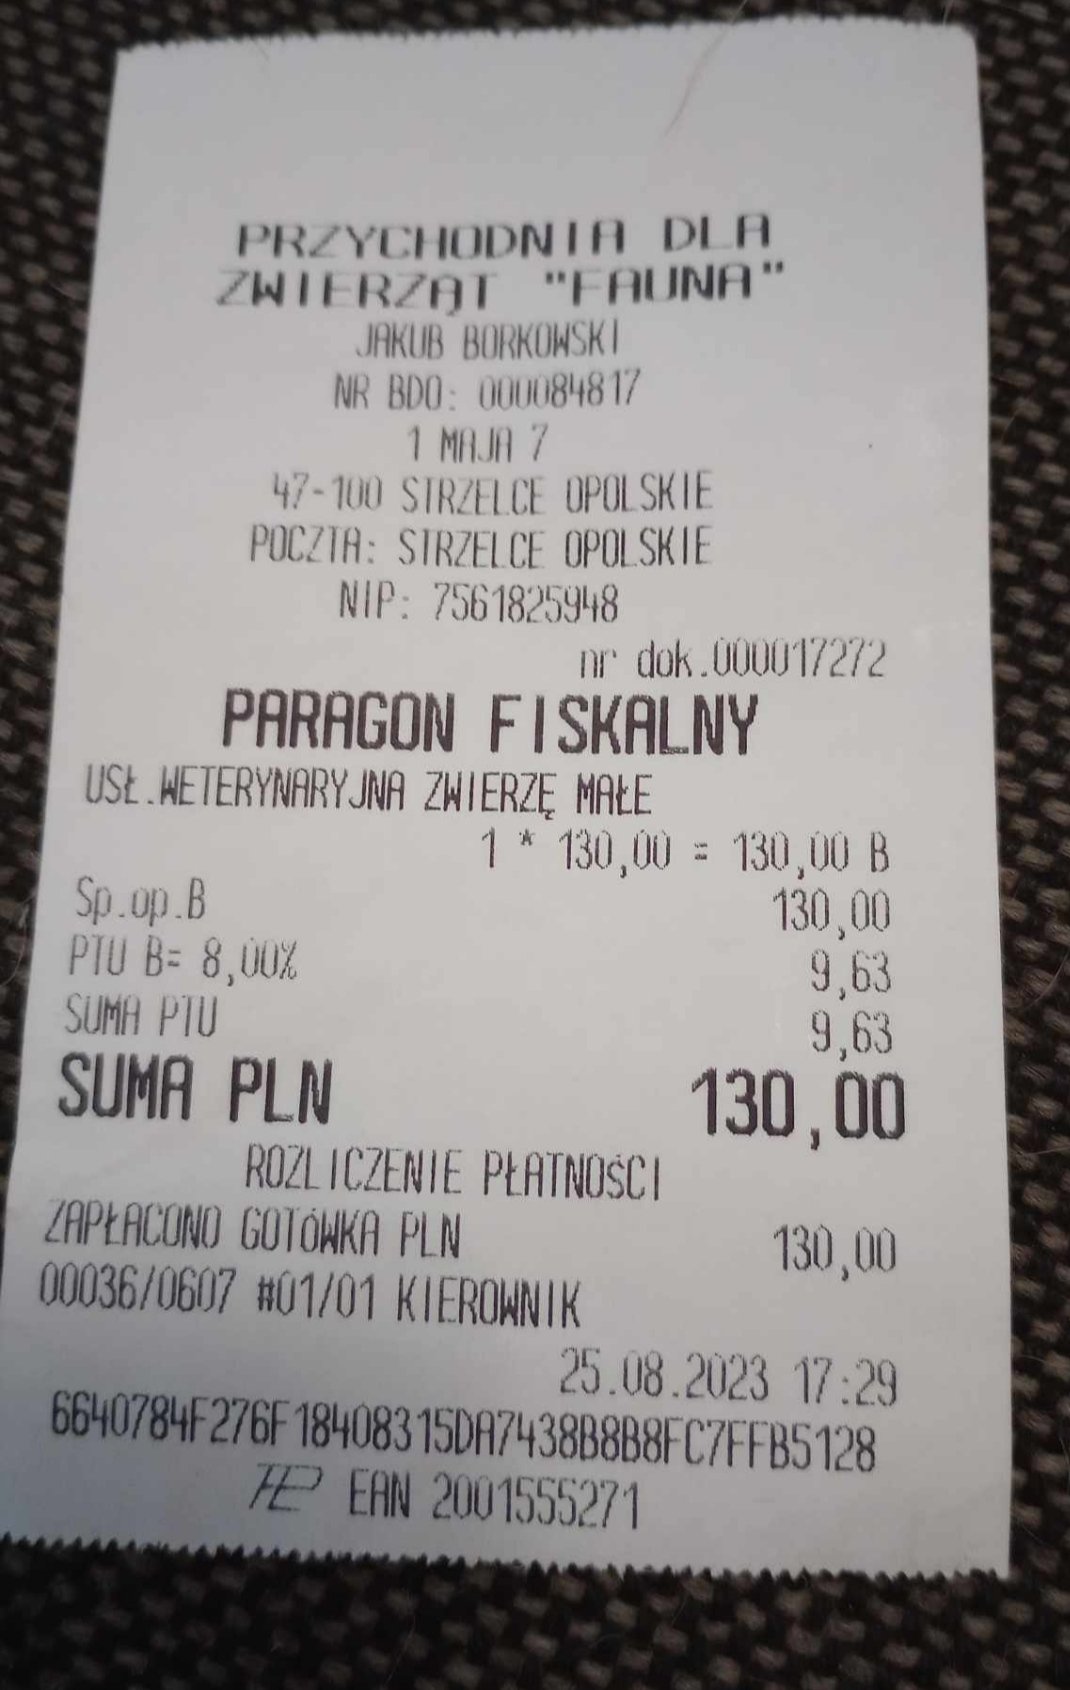 PRZYCHODNIA DLA
ZWIERZĄT "FAUNA"
JAKUB BORKOWSKI
NR BDO: 000084817
1 MAJA 7
47-100 STRZELCE OPOLSKIE
POCZTA: STRZELCE OPOLSKIE
NIP: 7561825948
nr dok.000017272
PARAGON FISKALNY
USŁ.WETERYNARYJNA ZWIERZĘ MAŁE
1 * 130,00 = 130,00 B
Sp.op.B 130,00
PTU B= 8,00% 9,63
SUMA PTU 9,63
SUMA PLN 130,00
ROZLICZENIE PŁATNOŚCI
ZAPŁACONO GOTÓWKA PLN 130,00
00036/0607 #01/01 KIEROWNIK
25.08.2023 17:29
6640784F276F18408315DA7438B8B8FC7FFB5128
EAN 2001555271